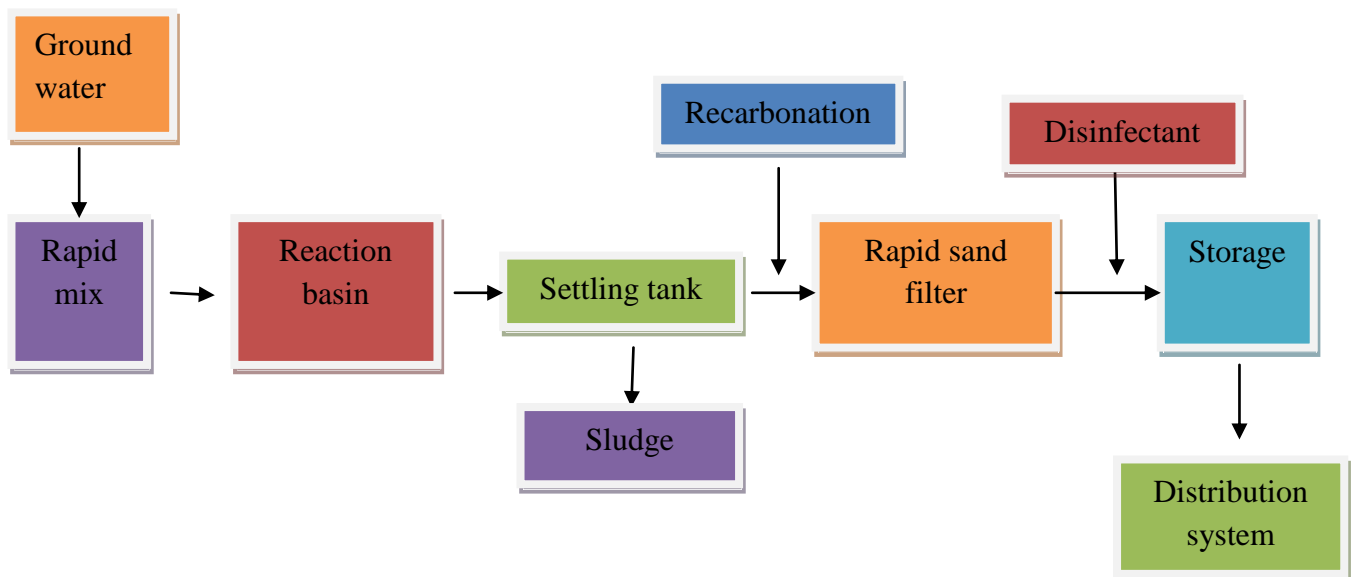 Ground
water
Recarbonation
Disinfectant
Rapid
mix
Reaction
basin
Settling tank
Rapid sand
filter
Storage
Sludge
Distribution
system